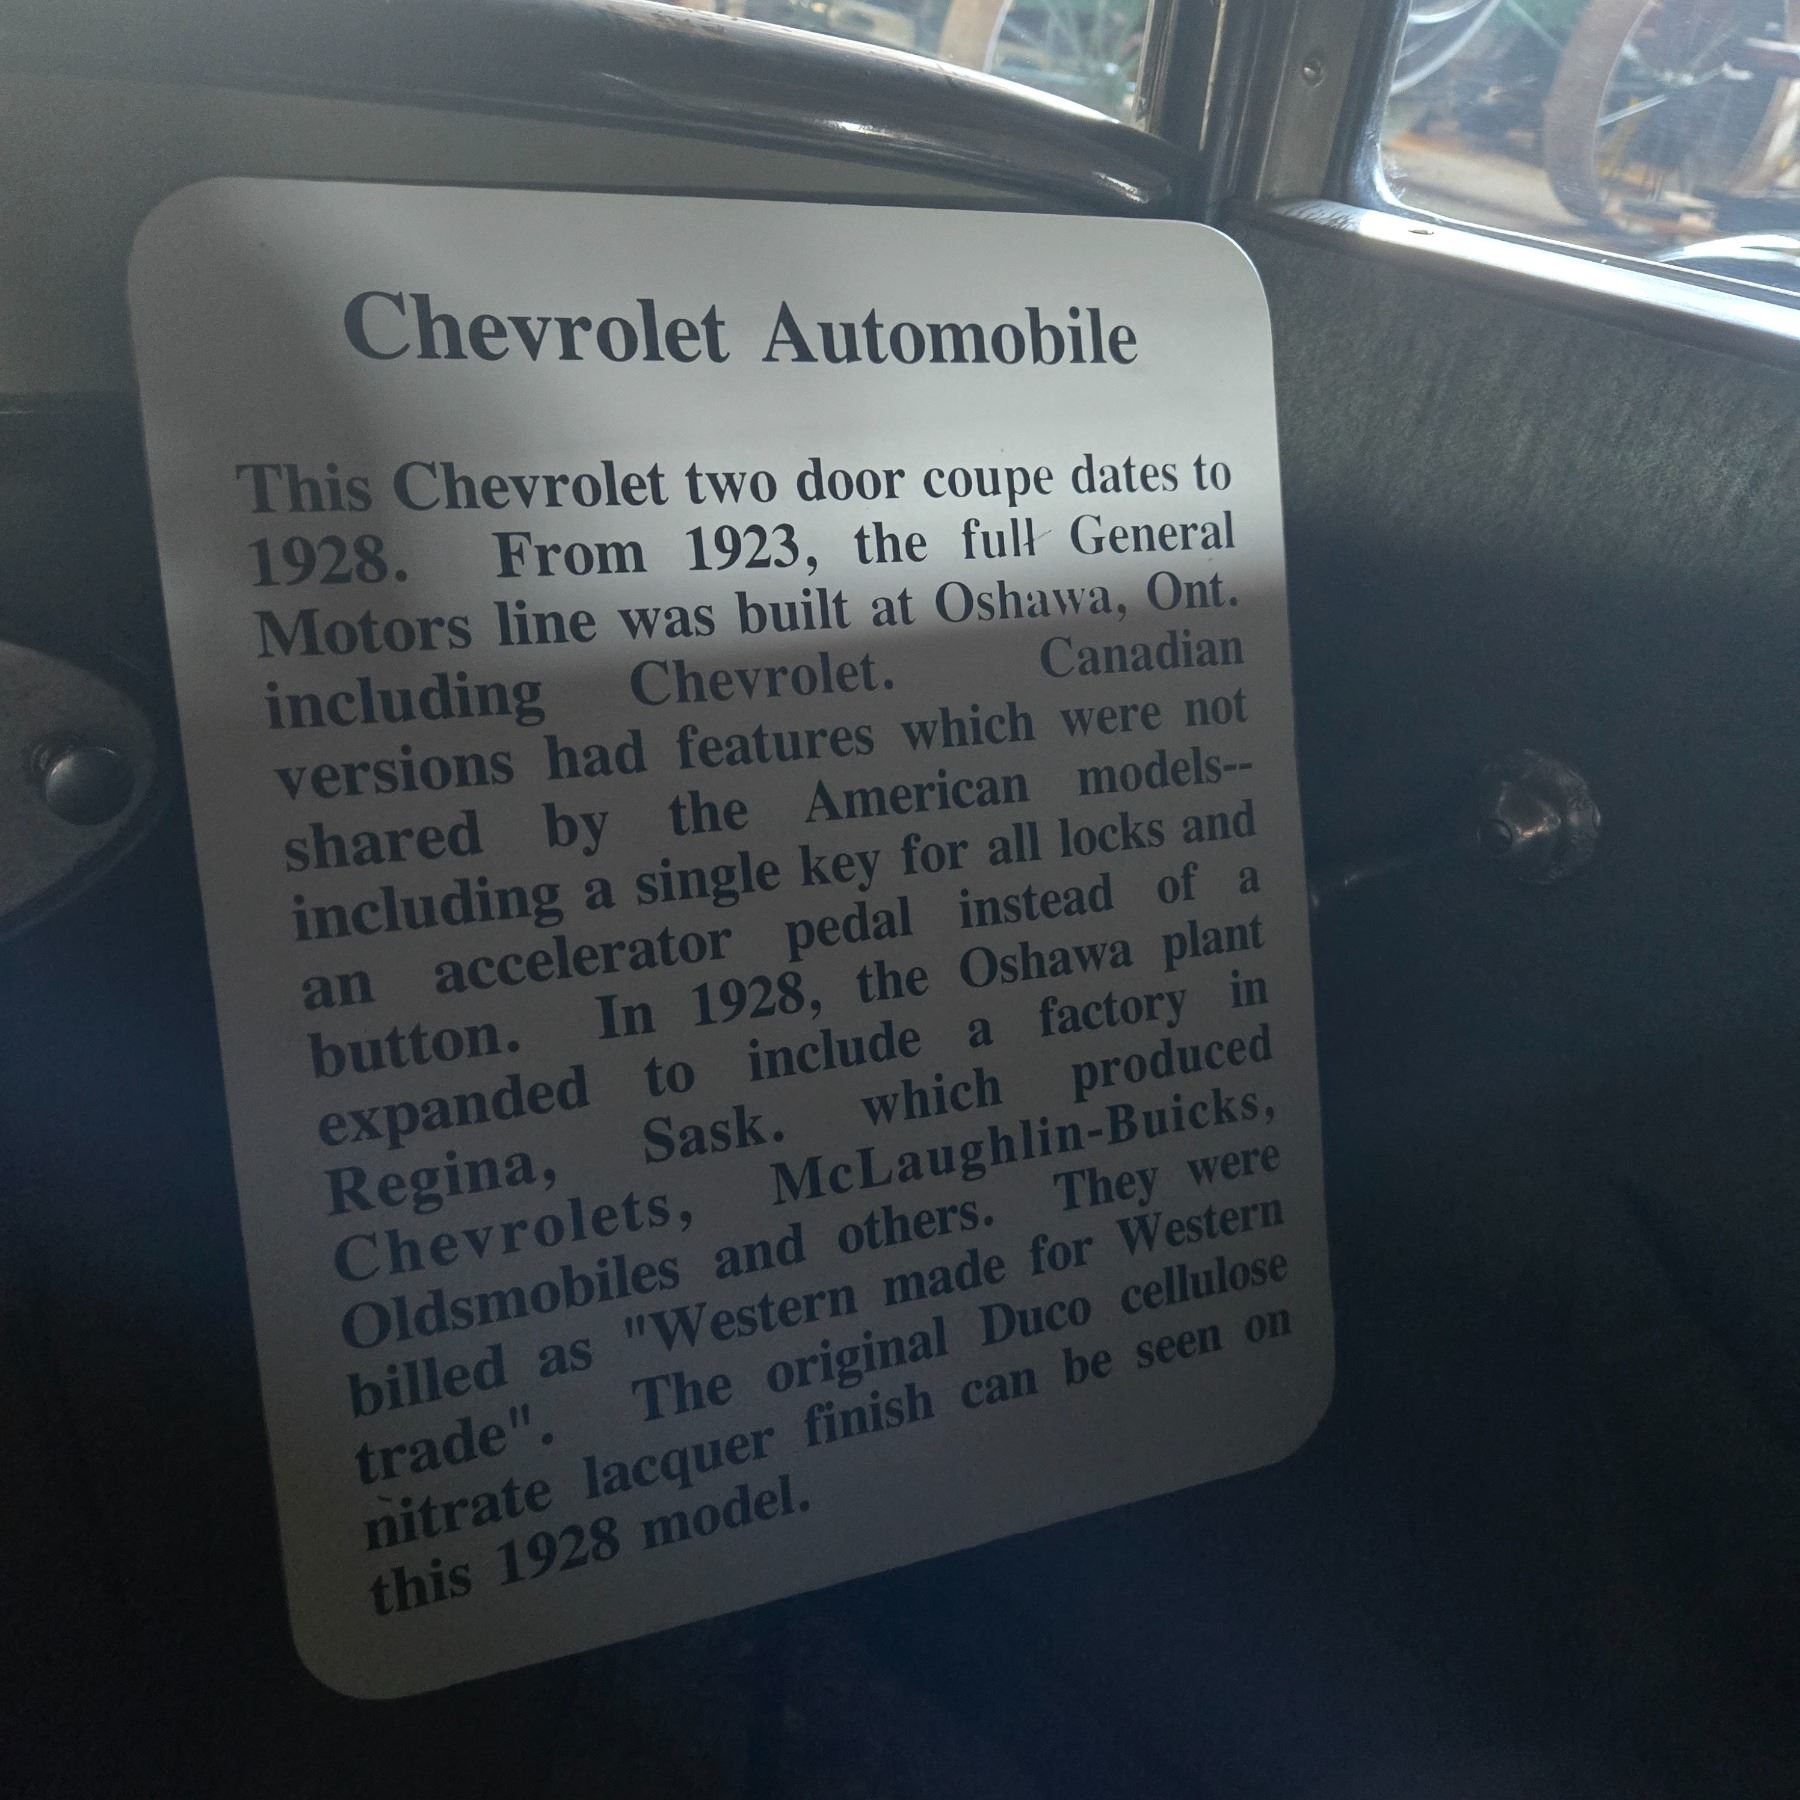 Chevrolet Automobile
This Chevrolet two door coupe dates to
1928. From 1923, the full General
Motors line was built at Oshawa, Ont.
including Chevrolet. Canadian
versions had features which were not
shared by the American models--
including a single key for all locks and
an accelerator pedal instead of a
button. In 1928, the Oshawa plant
expanded to include a factory in
Regina, Sask. which produced
Chevrolets, McLaughlin-Buicks,
Oldsmobiles and others. They were
billed as "Western made for Western
trade". The original Duco cellulose
nitrate lacquer finish can be seen on
this 1928 model.